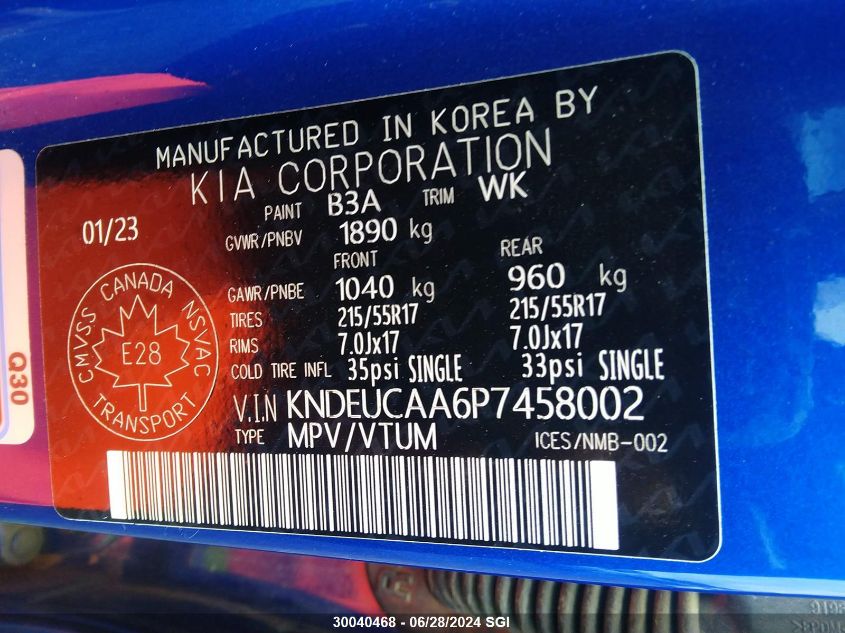 MANUFACTURED IN KOREA BY
KIA CORPORATION
PAINT B3A TRIM WK
01/23
GVWR/PNBV 1890 kg
FRONT REAR
GAWR/PNBE 1040 kg 960 kg
TIRES 215/55R17 215/55R17
RIMS 7.0Jx17 7.0Jx17
COLD TIRE INFL 35psi SINGLE 33psi SINGLE
V.I.N KNDEUCAA6P7458002
TYPE MPV/VTUM ICES/NMB-002
CMVSS CANADA NSVAC
E28
TRANSPORT
Q30
30040468 - 06/28/2024 SGI